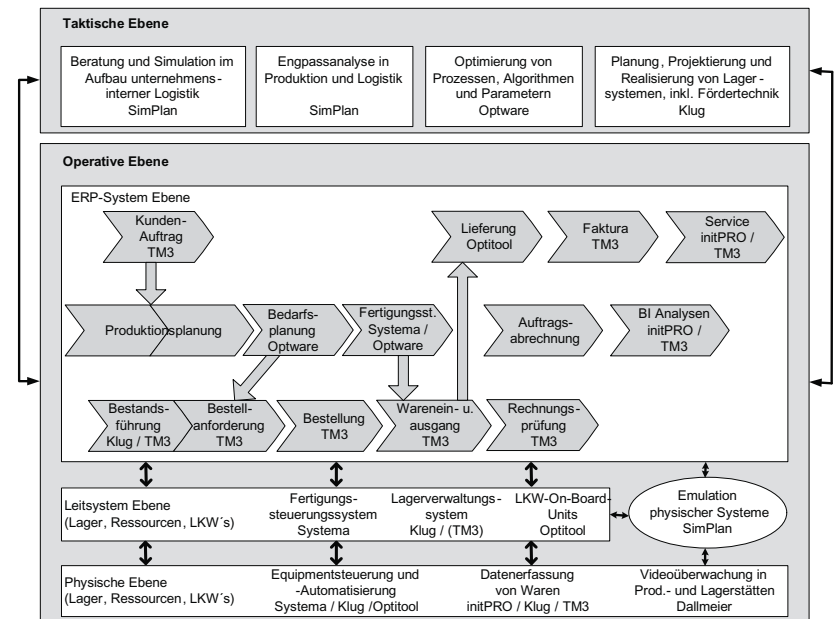 Taktische Ebene
Beratung und Simulation im
Aufbau unternehmens-
interner Logistik
SimPlan
Engpassanalyse in
Produktion und Logistik
SimPlan
Optimierung von
Prozessen, Algorithmen
und Parametern
Optware
Planung, Projektierung und
Realisierung von Lager-
systemen, inkl. Fördertechnik
Klug
Operative Ebene
ERP-System Ebene
Kunden-
Auftrag
TM3
Lieferung
Optitool
Faktura
TM3
Service
initPRO /
TM3
Produktionsplanung
Bedarfs-
planung
Optware
Fertigungsst.
Systema /
Optware
Auftrags-
abrechnung
BI Analysen
initPRO /
TM3
Bestands-
führung
Klug / TM3
Bestell-
anforderung
TM3
Bestellung
TM3
Warenein- u.
ausgang
TM3
Rechnungs-
prüfung
TM3
Leitsystem Ebene
(Lager, Ressourcen, LKW´s)
Fertigungs-
steuerungssystem
Systema
Lagerverwaltungs-
system
Klug / (TM3)
LKW-On-Board-
Units
Optitool
Emulation
physischer Systeme
SimPlan
Physische Ebene
(Lager, Ressourcen, LKW´s)
Equipmentsteuerung und
-Automatisierung
Systema / Klug /Optitool
Datenerfassung
von Waren
initPRO / Klug / TM3
Videoüberwachung in
Prod.- und Lagerstätten
Dallmeier